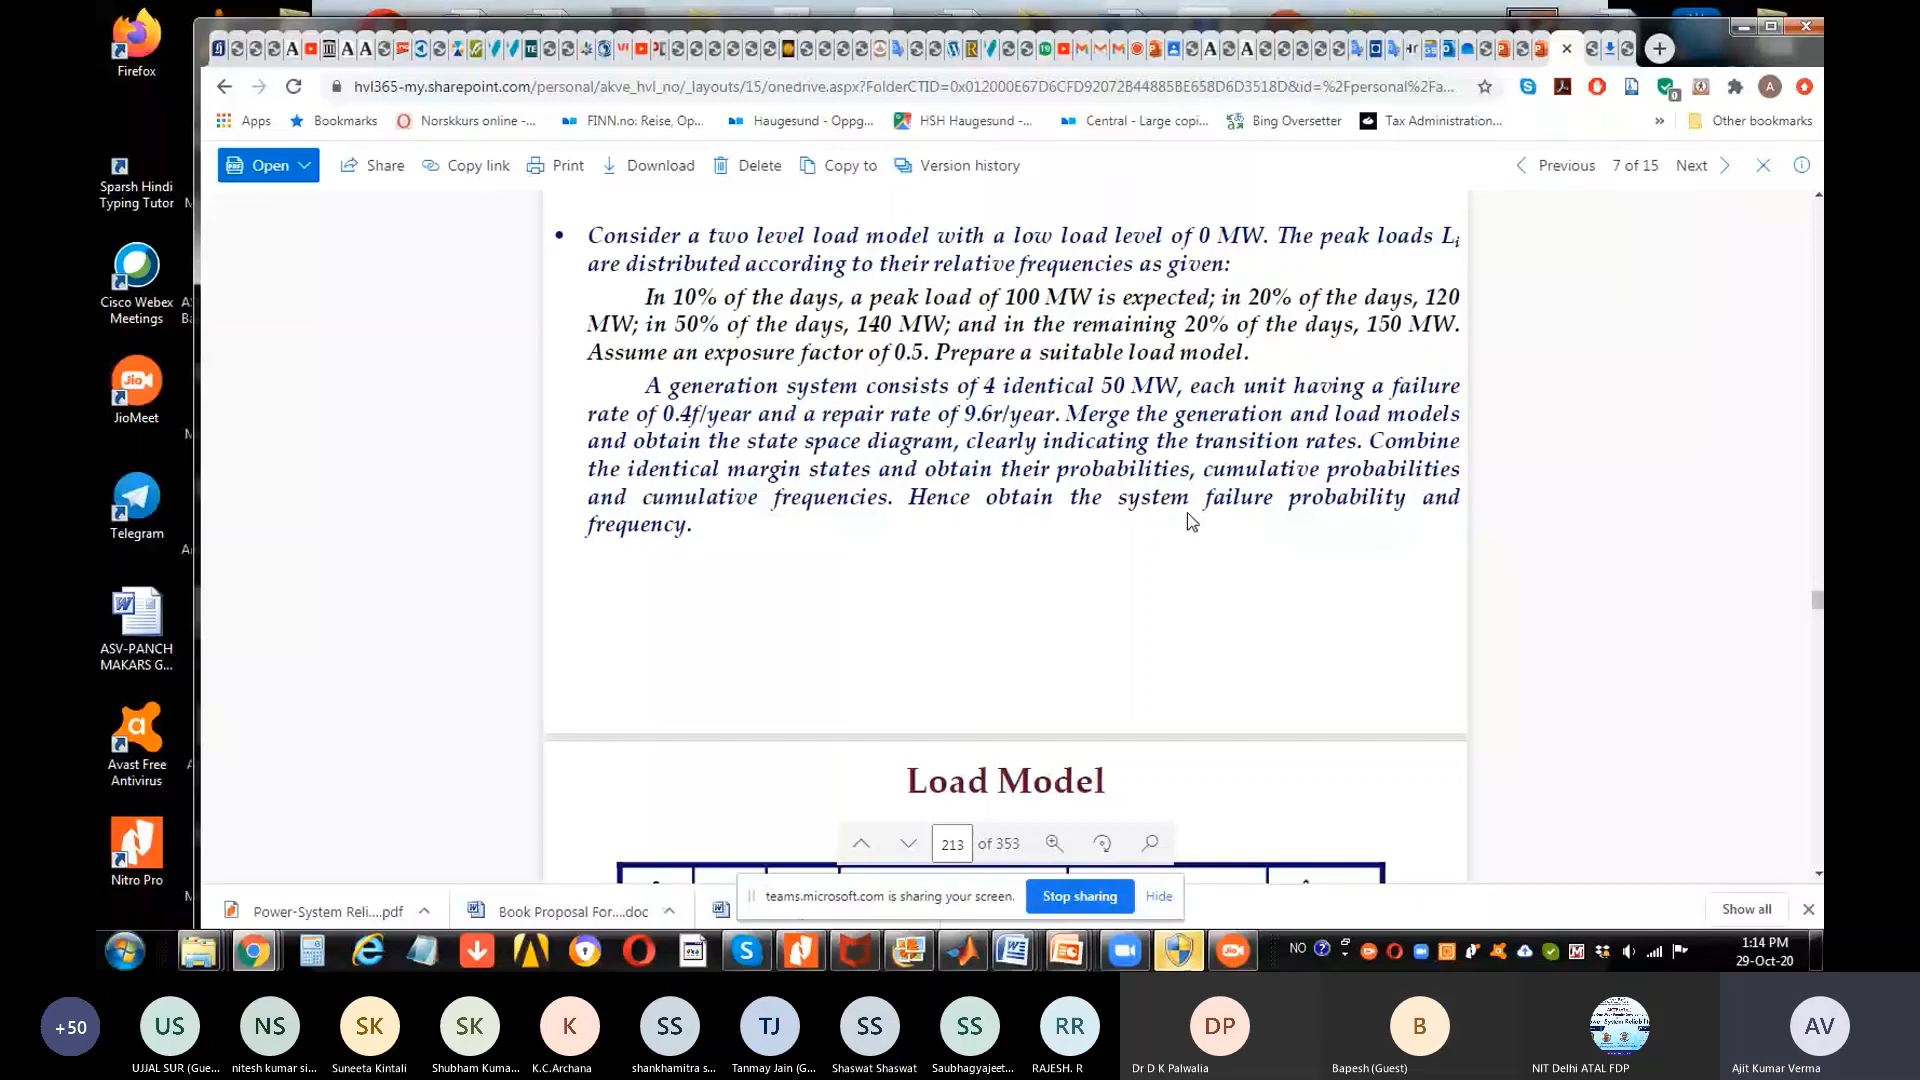 Firefox
Sparsh Hindi
Typing Tutor
Cisco Webex
Meetings
JioMeet
Telegram
ASV-PANCH
MAKARS G...
Avast Free
Antivirus
Nitro Pro
hvl365-my.sharepoint.com/personal/akve_hvl_no/_layouts/15/onedrive.aspx?FolderCTID=0x012000E67D6CFD92072B44885BE658D6D3518D&id=%2Fpersonal%2Fa...
Apps Bookmarks Norskkurs online -... FINN.no: Reise, Op... Haugesund - Oppg... HSH Haugesund -... Central - Large copi... Bing Oversetter Tax Administration... » Other bookmarks
Open Share Copy link Print Download Delete Copy to Version history Previous 7 of 15 Next
• Consider a two level load model with a low load level of 0 MW. The peak loads Li
are distributed according to their relative frequencies as given:
In 10% of the days, a peak load of 100 MW is expected; in 20% of the days, 120
MW; in 50% of the days, 140 MW; and in the remaining 20% of the days, 150 MW.
Assume an exposure factor of 0.5. Prepare a suitable load model.
A generation system consists of 4 identical 50 MW, each unit having a failure
rate of 0.4f/year and a repair rate of 9.6r/year. Merge the generation and load models
and obtain the state space diagram, clearly indicating the transition rates. Combine
the identical margin states and obtain their probabilities, cumulative probabilities
and cumulative frequencies. Hence obtain the system failure probability and
frequency.
Load Model
213 of 353
teams.microsoft.com is sharing your screen. Stop sharing Hide
Power-System Reli....pdf Book Proposal For....doc Show all
NO 1:14 PM
29-Oct-20
+50 US NS SK SK K SS TJ SS SS RR DP B AV
UJJAL SUR (Gue... nitesh kumar si... Suneeta Kintali Shubham Kuma... K.C.Archana shankhamitra s... Tanmay Jain (G... Shaswat Shaswat Saubhagyajeet... RAJESH. R Dr D K Palwalia Bapesh (Guest) NIT Delhi ATAL FDP Ajit Kumar Verma